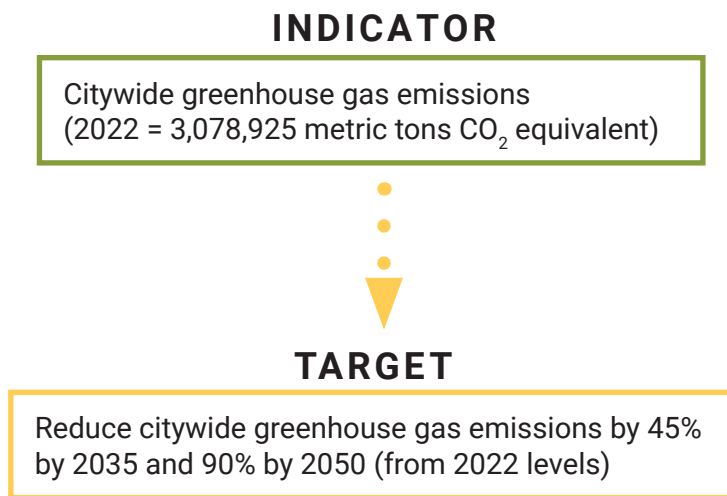 INDICATOR
Citywide greenhouse gas emissions
(2022 = 3,078,925 metric tons CO₂ equivalent)
TARGET
Reduce citywide greenhouse gas emissions by 45%
by 2035 and 90% by 2050 (from 2022 levels)